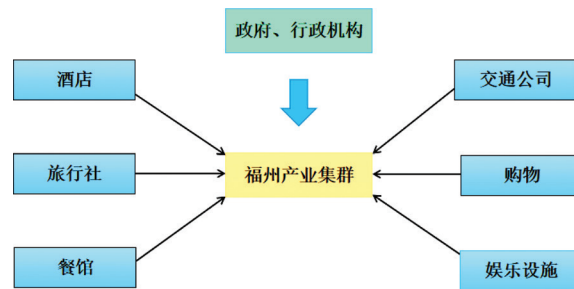 政府、行政机构
酒店
交通公司
旅行社
福州产业集群
购物
餐馆
娱乐设施